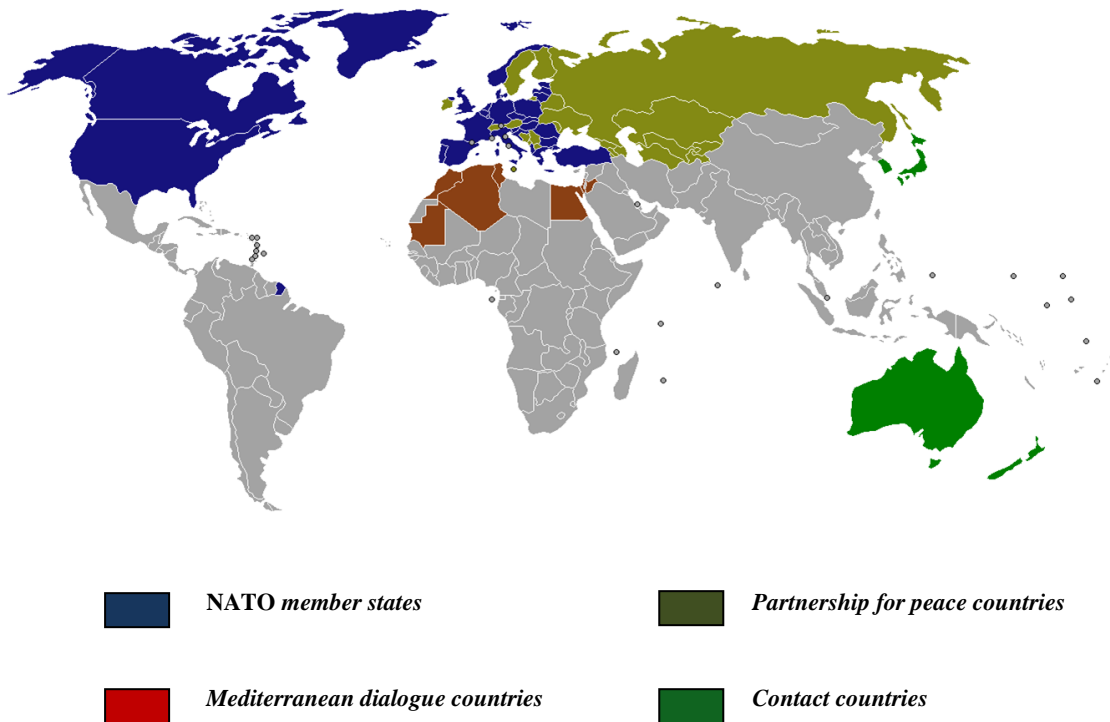 NATO member states
Partnership for peace countries
Mediterranean dialogue countries
Contact countries